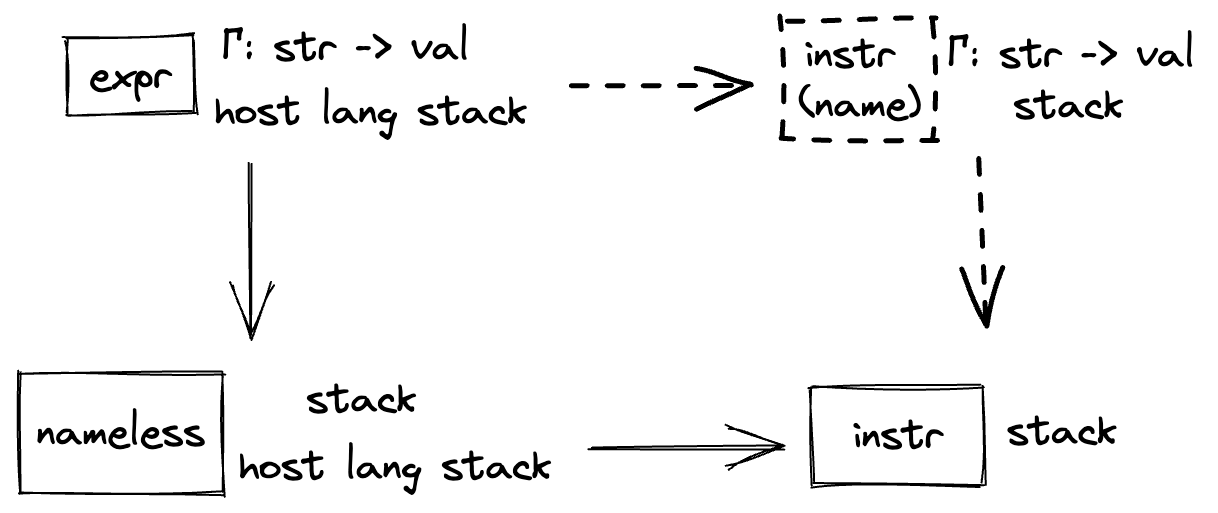 expr
Γ: str -> val
host lang stack
instr
(name)
Γ: str -> val
stack
nameless
stack
host lang stack
instr
stack